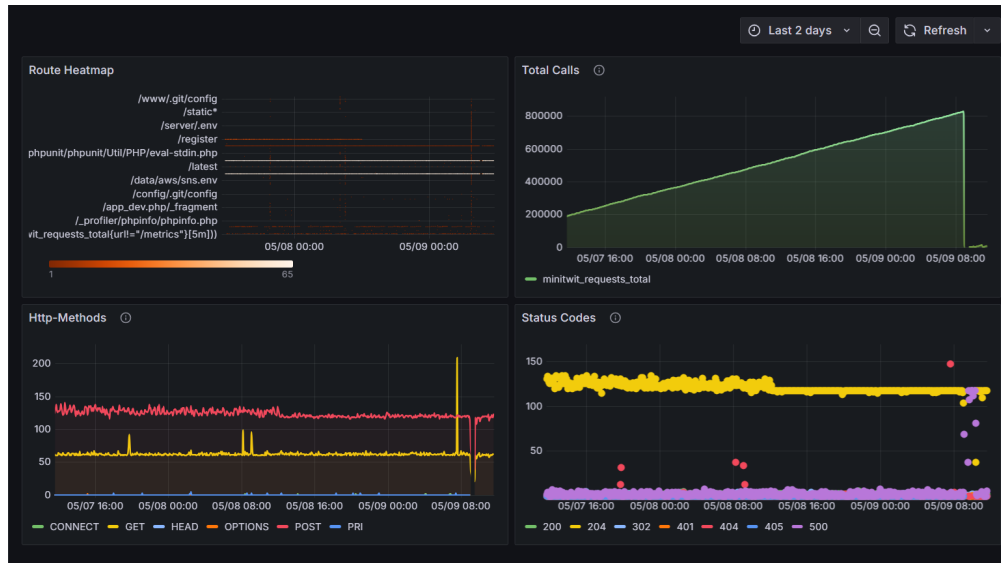 Last 2 days
Refresh
Route Heatmap
/www/.git/config
/static*
/server/.env
/register
phpunit/phpunit/Util/PHP/eval-stdin.php
/latest
/data/aws/sns.env
/config/.git/config
/app_dev.php/_fragment
/_profiler/phpinfo/phpinfo.php
wit_requests_total{url!="/metrics"}[5m]))
05/08 00:00 05/09 00:00
1 65
Total Calls
800000
600000
400000
200000
0
05/07 16:00 05/08 00:00 05/08 08:00 05/08 16:00 05/09 00:00 05/09 08:00
minitwit_requests_total
Http-Methods
200
150
100
50
0
05/07 16:00 05/08 00:00 05/08 08:00 05/08 16:00 05/09 00:00 05/09 08:00
CONNECT GET HEAD OPTIONS POST PRI
Status Codes
150
100
50
05/07 16:00 05/08 00:00 05/08 08:00 05/08 16:00 05/09 00:00 05/09 08:00
200 204 302 401 404 405 500